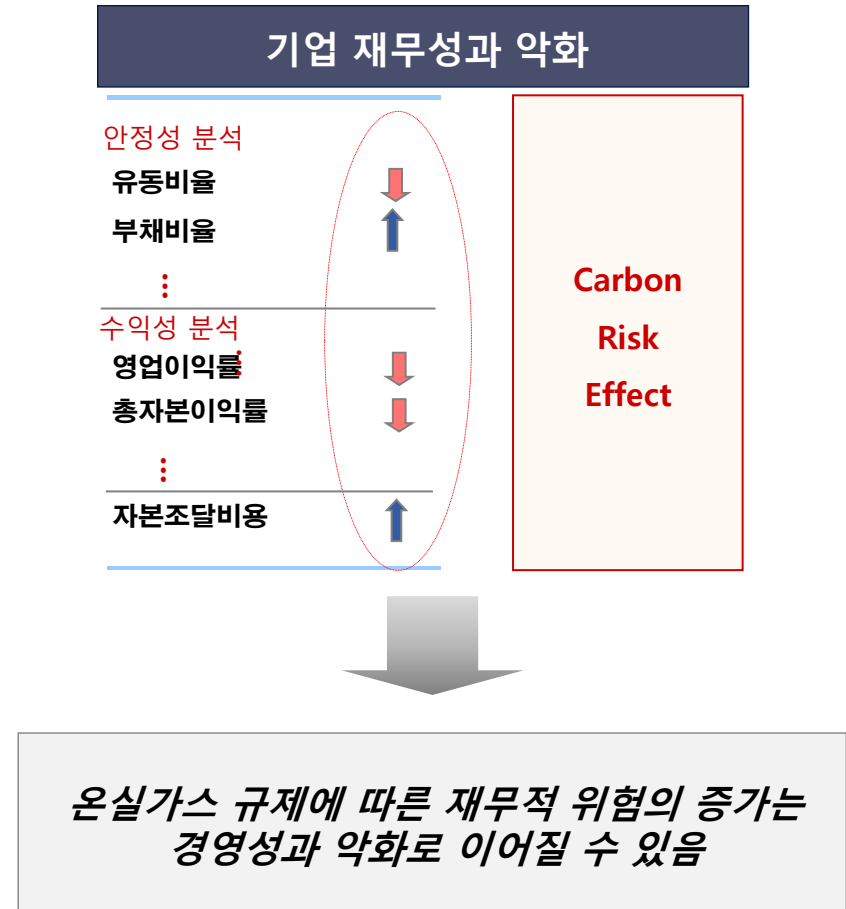 기업 재무성과 악화
안정성 분석
유동비율
부채비율
수익성 분석
영업이익률
총자본이익률
자본조달비용
Carbon
Risk
Effect
온실가스 규제에 따른 재무적 위험의 증가는
경영성과 악화로 이어질 수 있음